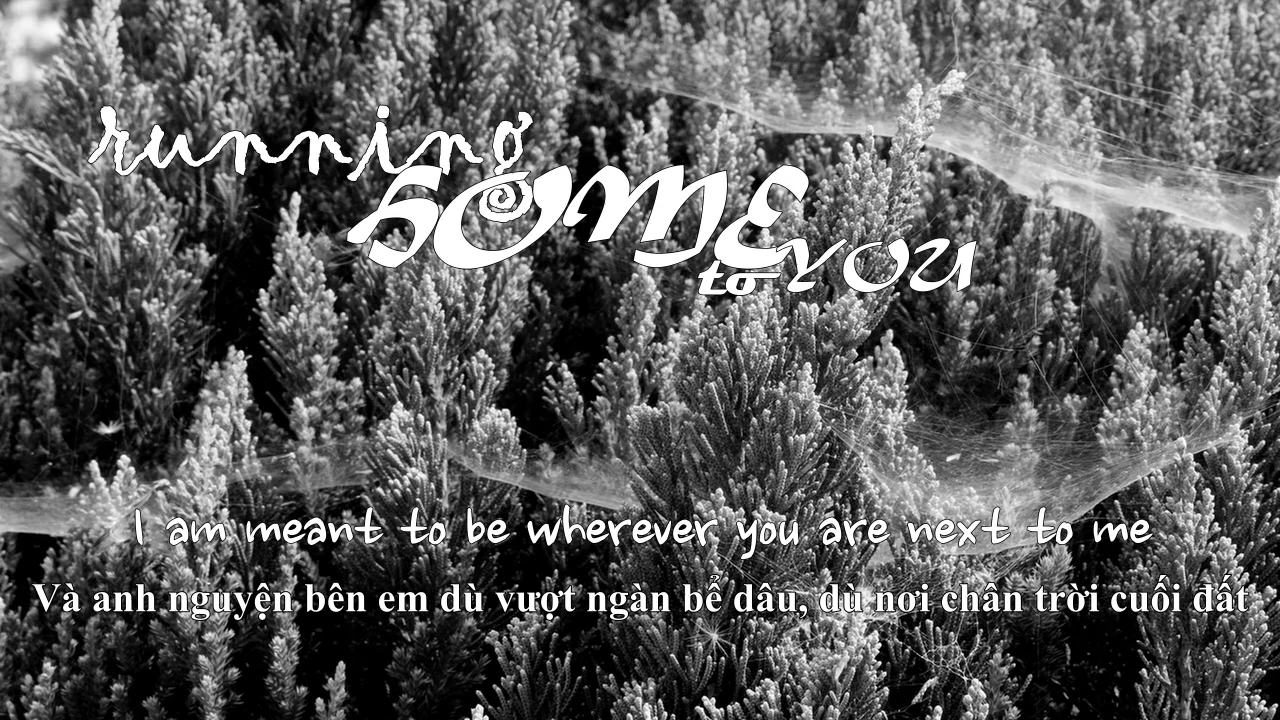 running
HOME
to YOU
I am meant to be wherever you are next to me
Và anh nguyện bên em dù vượt ngàn bể dâu, dù nơi chân trời cuối đất